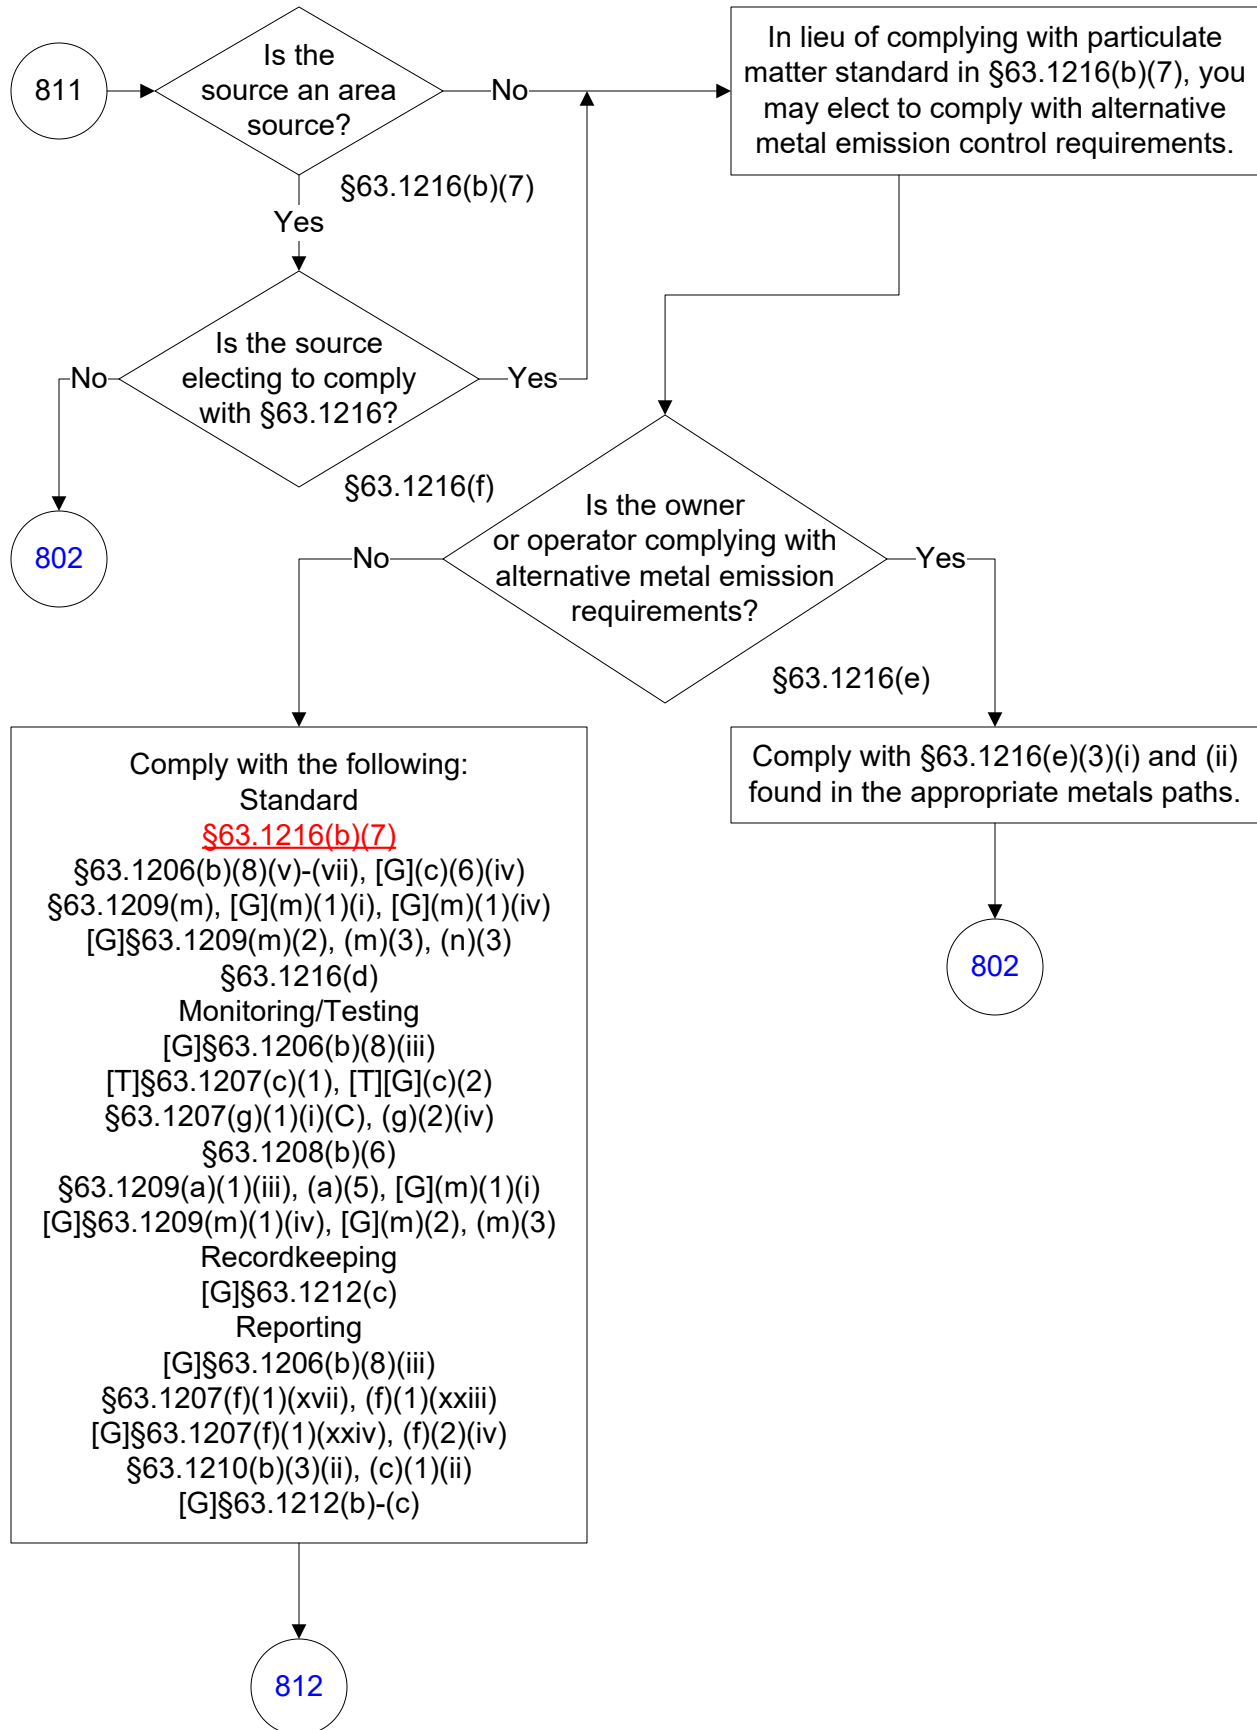 811
Is the
source an area
source?
No
In lieu of complying with particulate
matter standard in §63.1216(b)(7), you
may elect to comply with alternative
metal emission control requirements.
§63.1216(b)(7)
Yes
Is the source
electing to comply
with §63.1216?
No
Yes
§63.1216(f)
802
Is the owner
or operator complying with
alternative metal emission
requirements?
No
Yes
§63.1216(e)
Comply with the following:
Standard
§63.1216(b)(7)
§63.1206(b)(8)(v)-(vii), [G](c)(6)(iv)
§63.1209(m), [G](m)(1)(i), [G](m)(1)(iv)
[G]§63.1209(m)(2), (m)(3), (n)(3)
§63.1216(d)
Monitoring/Testing
[G]§63.1206(b)(8)(iii)
[T]§63.1207(c)(1), [T][G](c)(2)
§63.1207(g)(1)(i)(C), (g)(2)(iv)
§63.1208(b)(6)
§63.1209(a)(1)(iii), (a)(5), [G](m)(1)(i)
[G]§63.1209(m)(1)(iv), [G](m)(2), (m)(3)
Recordkeeping
[G]§63.1212(c)
Reporting
[G]§63.1206(b)(8)(iii)
§63.1207(f)(1)(xvii), (f)(1)(xxiii)
[G]§63.1207(f)(1)(xxiv), (f)(2)(iv)
§63.1210(b)(3)(ii), (c)(1)(ii)
[G]§63.1212(b)-(c)
Comply with §63.1216(e)(3)(i) and (ii)
found in the appropriate metals paths.
802
812